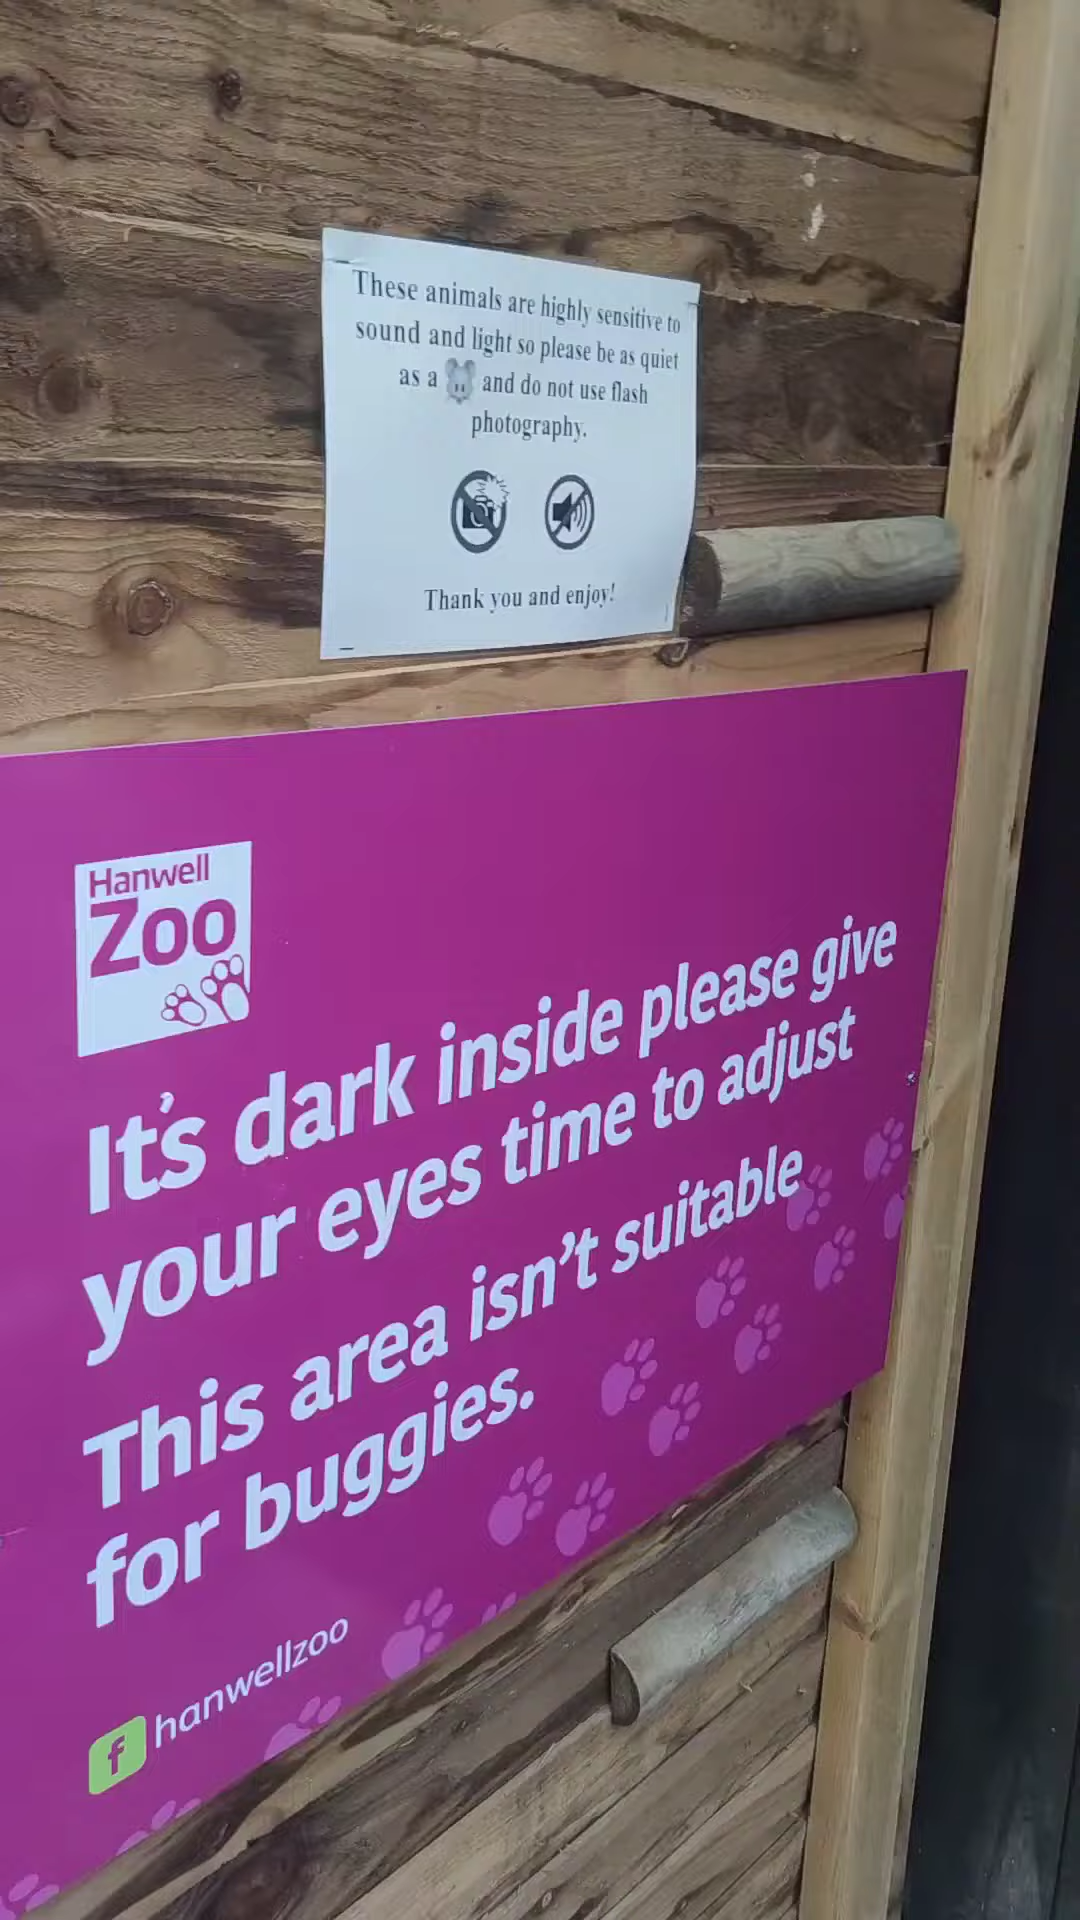 These animals are highly sensitive to
sound and light so please be as quiet
as a 🐭 and do not use flash
photography.
Thank you and enjoy!
Hanwell
Zoo
It's dark inside please give
your eyes time to adjust
This area isn't suitable
for buggies.
f hanwellzoo